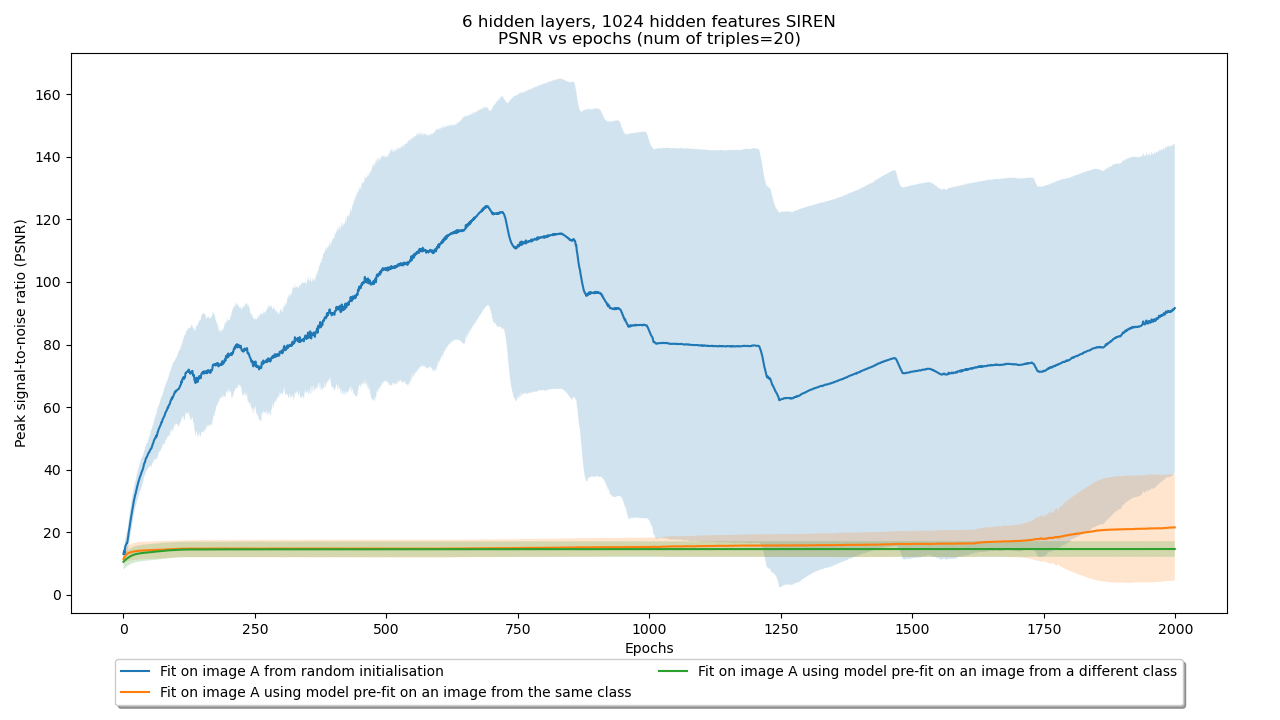 6 hidden layers, 1024 hidden features SIREN
PSNR vs epochs (num of triples=20)
Peak signal-to-noise ratio (PSNR)
160
140
120
100
80
60
40
20
0
0 250 500 750 1000 1250 1500 1750 2000
Epochs
Fit on image A from random initialisation
Fit on image A using model pre-fit on an image from the same class
Fit on image A using model pre-fit on an image from a different class